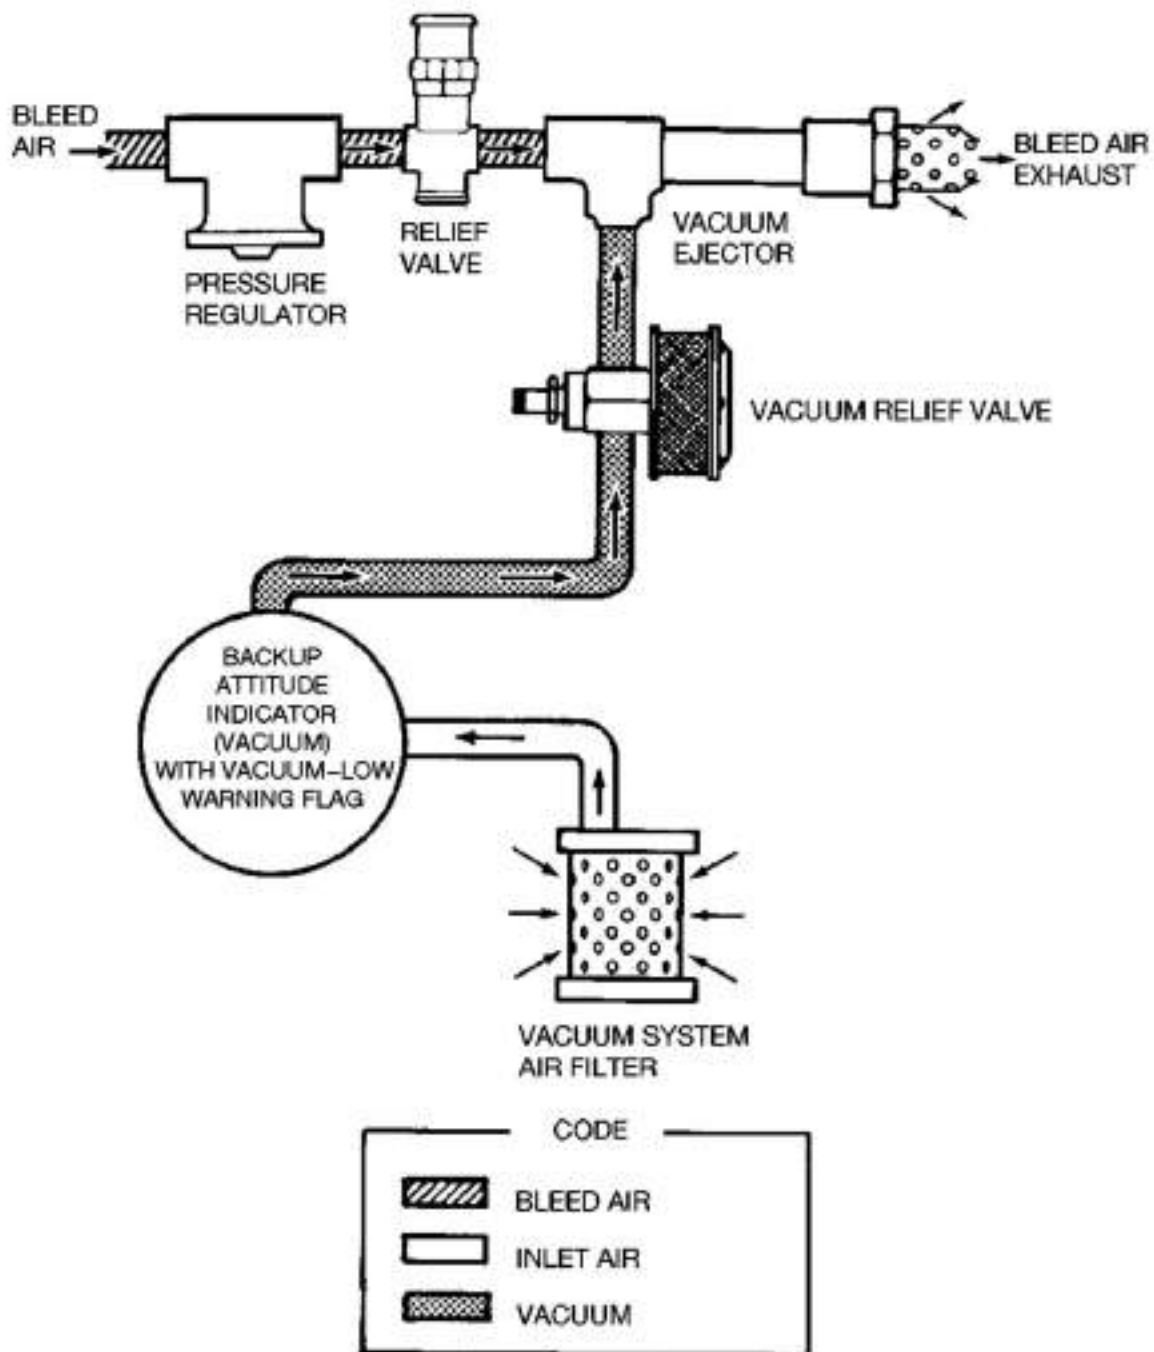 BLEED
AIR
BLEED AIR
EXHAUST
RELIEF
VALVE
VACUUM
EJECTOR
PRESSURE
REGULATOR
VACUUM RELIEF VALVE
BACKUP
ATTITUDE
INDICATOR
(VACUUM)
WITH VACUUM-LOW
WARNING FLAG
VACUUM SYSTEM
AIR FILTER
CODE
BLEED AIR
INLET AIR
VACUUM